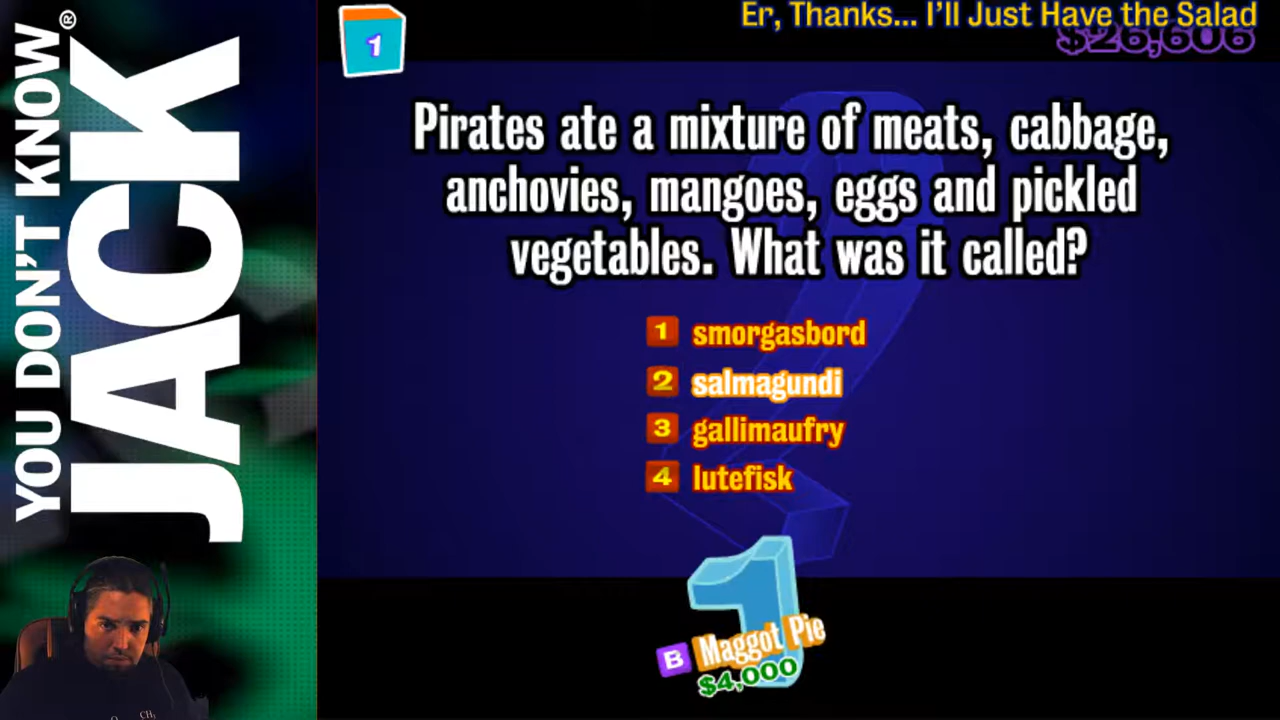 YOU DON'T KNOW
JACK®
1
Er, Thanks... I'll Just Have the Salad
$26,606
Pirates ate a mixture of meats, cabbage,
anchovies, mangoes, eggs and pickled
vegetables. What was it called?
1 smorgasbord
2 salmagundi
3 gallimaufry
4 lutefisk
1
B Maggot Pie
$4,000